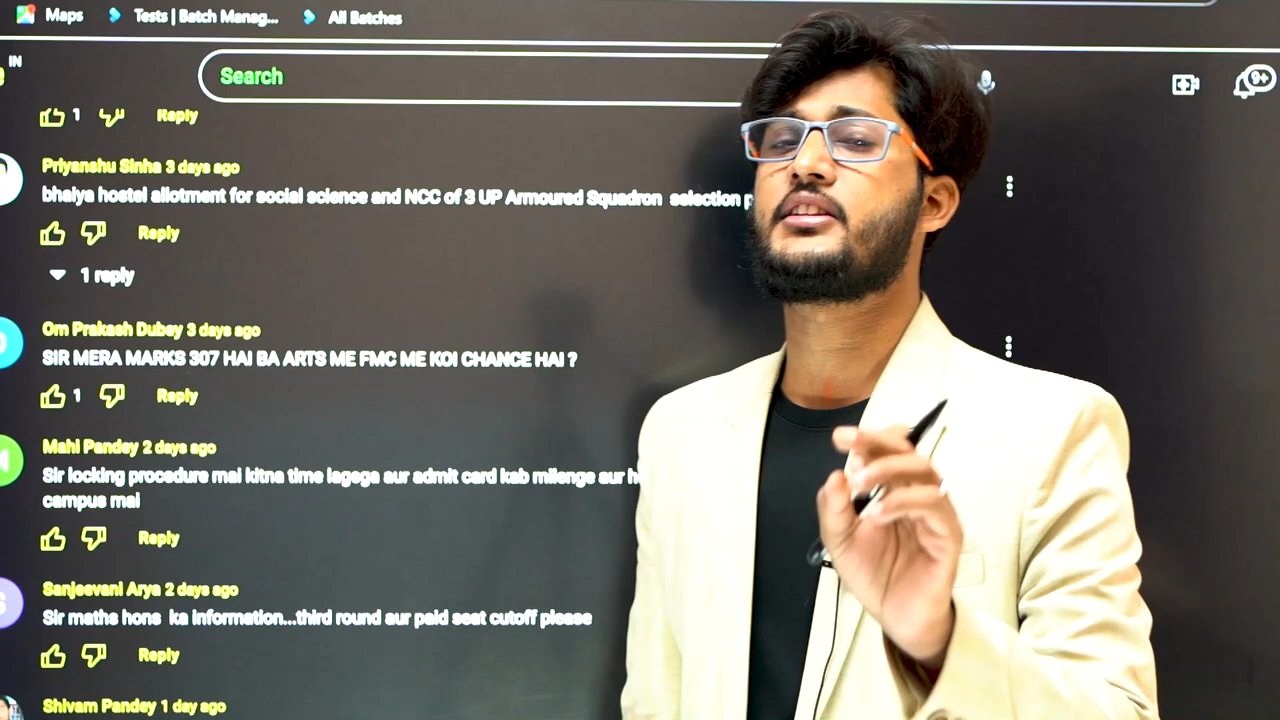 Maps
Tests | Batch Manag...
All Batches
IN
Search
9+
1
Reply
Priyanshu Sinha 3 days ago
bhaiya hostel allotment for social science and NCC of 3 UP Armoured Squadron selection
Reply
1 reply
Om Prakash Dubey 3 days ago
SIR MERA MARKS 307 HAI BA ARTS ME FMC ME KOI CHANCE HAI ?
1
Reply
Mahi Pandey 2 days ago
Sir locking procedure mai kitna time lagega aur admit card kab milenge aur
campus mai
Reply
Sanjeevani Arya 2 days ago
Sir maths hons ka information...third round aur paid seat cutoff please
Reply
Shivam Pandey 1 day ago